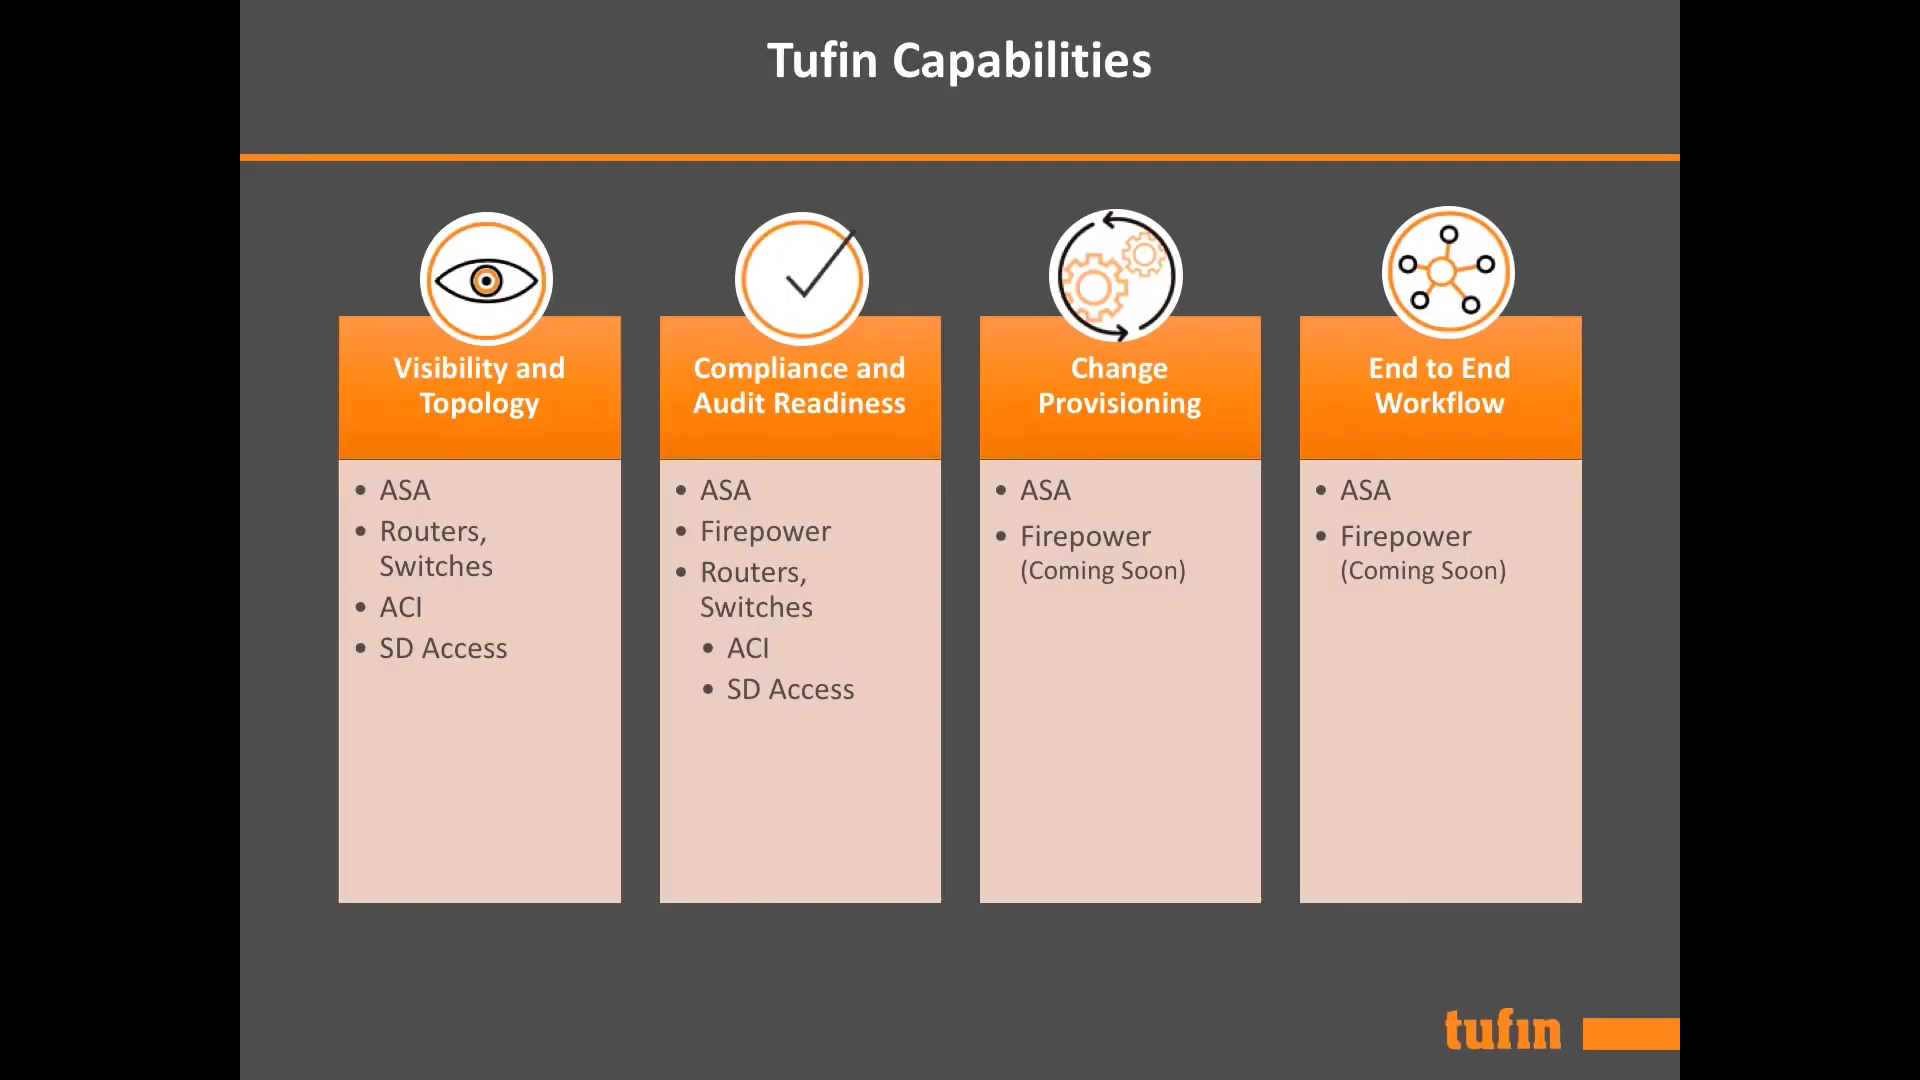 Tufin Capabilities
Visibility and
Topology
• ASA
• Routers,
Switches
• ACI
• SD Access
Compliance and
Audit Readiness
• ASA
• Firepower
• Routers,
Switches
• ACI
• SD Access
Change
Provisioning
• ASA
• Firepower
(Coming Soon)
End to End
Workflow
• ASA
• Firepower
(Coming Soon)
tufin